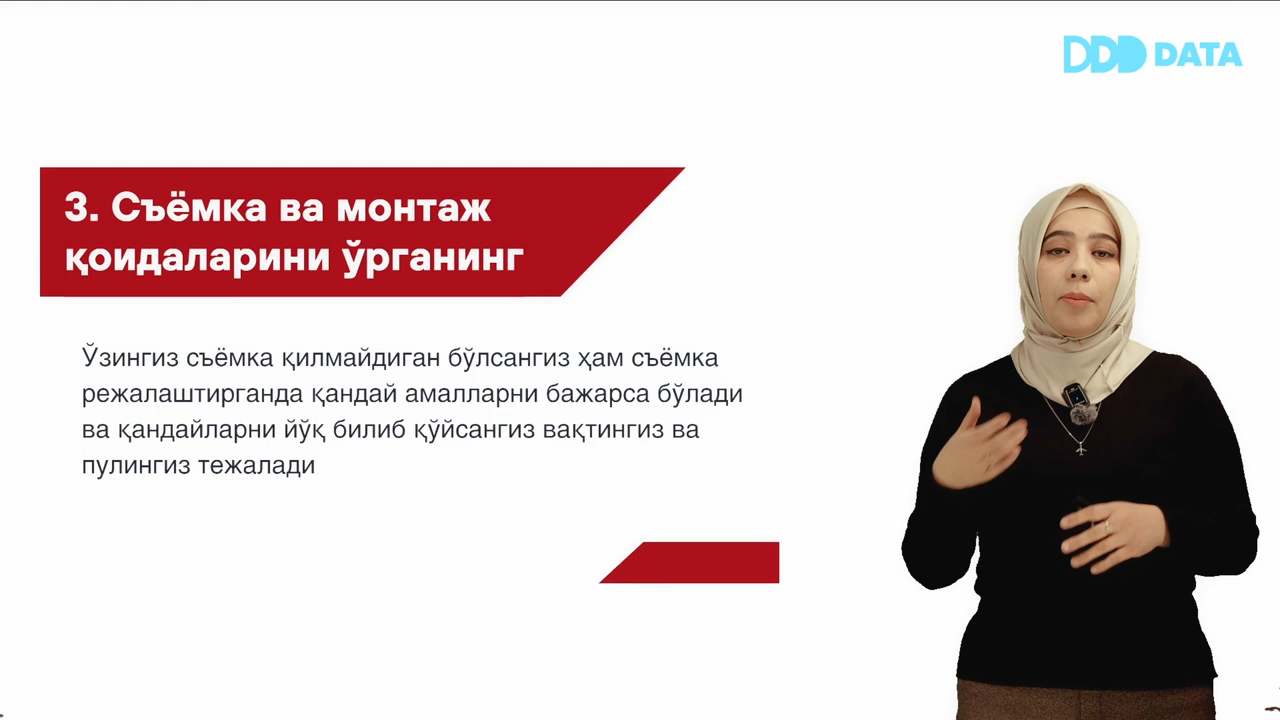 DDD DATA
3. Съёмка ва монтаж
қоидаларини ўрганинг
Ўзингиз съёмка қилмайдиган бўлсангиз ҳам съёмка
режалаштирганда қандай амалларни бажарса бўлади
ва қандайларни йўқ билиб қўйсангиз вақтингиз ва
пулингиз тежалади